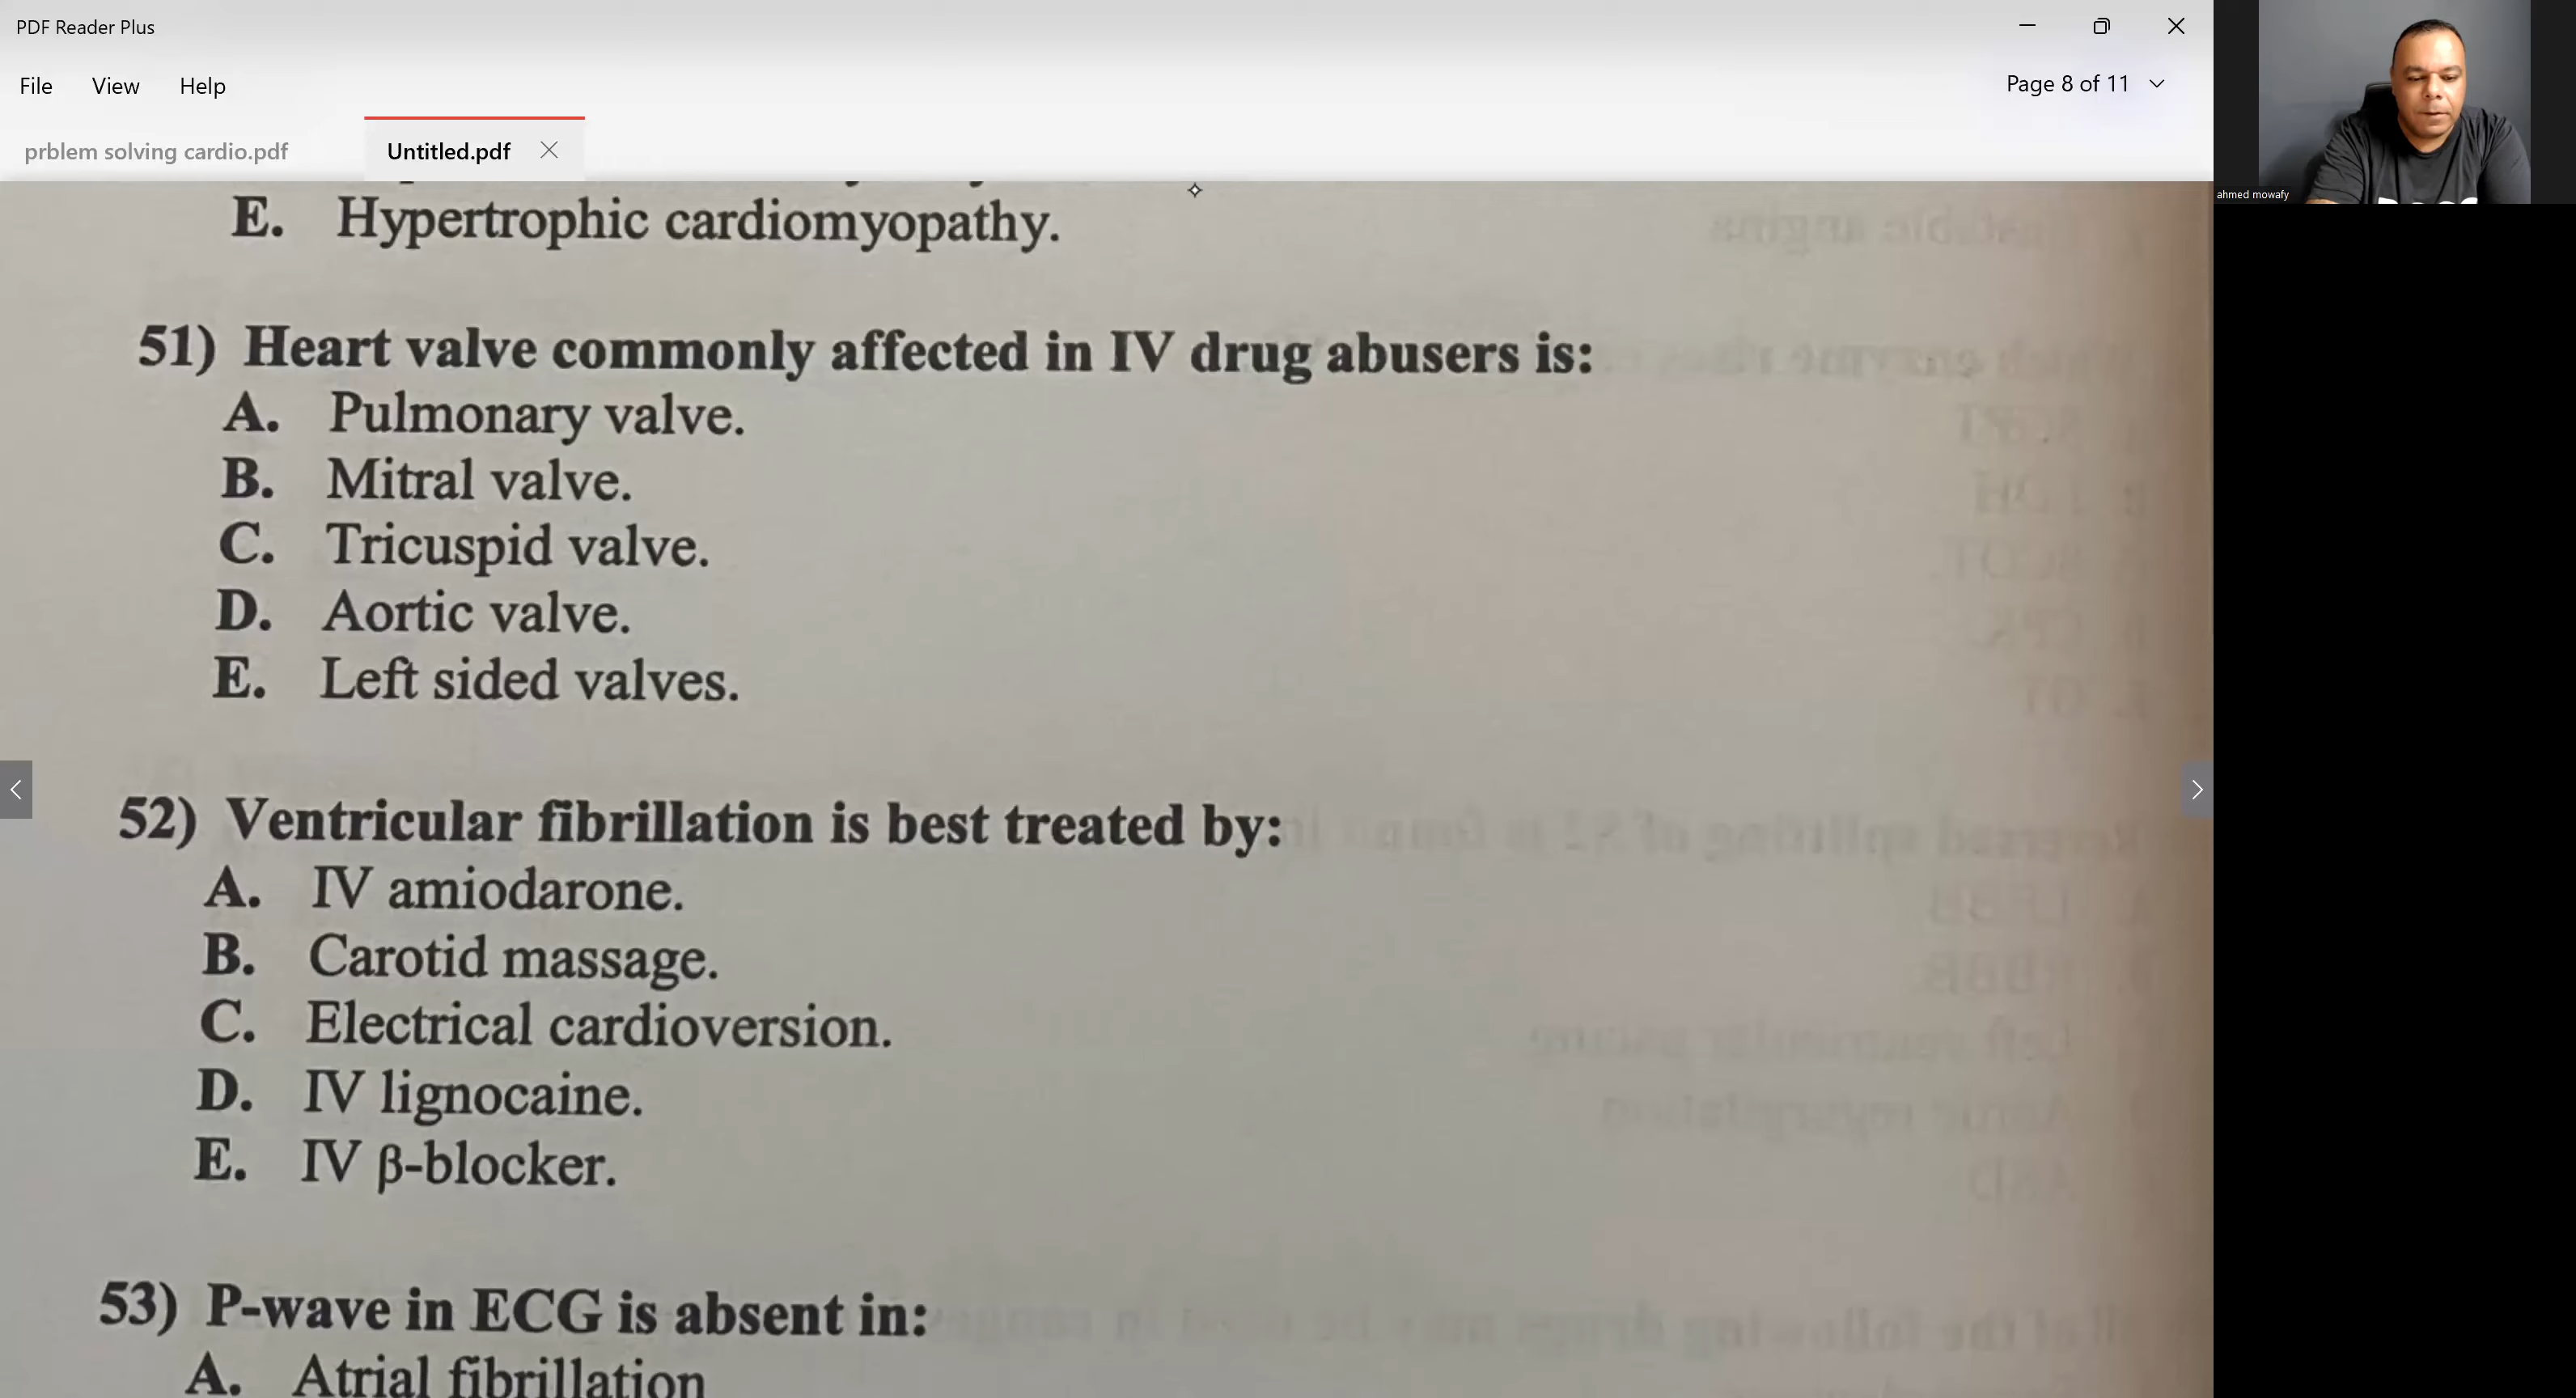 PDF Reader Plus
File View Help
Page 8 of 11
prblem solving cardio.pdf
Untitled.pdf
ahmed mowafy
E. Hypertrophic cardiomyopathy.
51) Heart valve commonly affected in IV drug abusers is:
A. Pulmonary valve.
B. Mitral valve.
C. Tricuspid valve.
D. Aortic valve.
E. Left sided valves.
52) Ventricular fibrillation is best treated by:
A. IV amiodarone.
B. Carotid massage.
C. Electrical cardioversion.
D. IV lignocaine.
E. IV β-blocker.
53) P-wave in ECG is absent in:
A. Atrial fibrillation